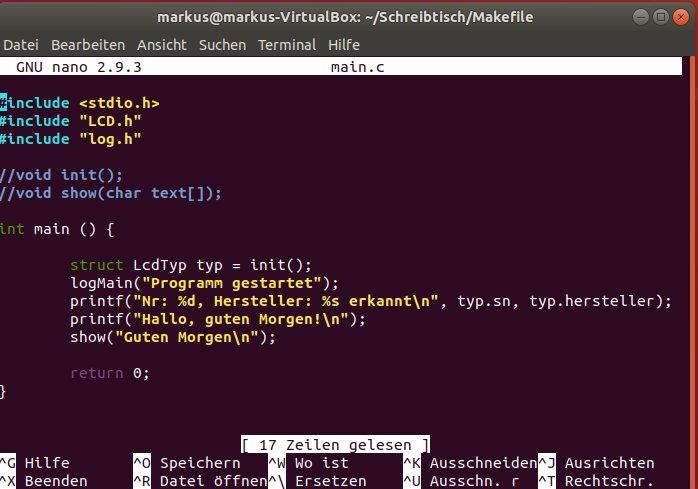 markus@markus-VirtualBox: ~/Schreibtisch/Makefile
Datei Bearbeiten Ansicht Suchen Terminal Hilfe
GNU nano 2.9.3 main.c
#include <stdio.h>
#include "LCD.h"
#include "log.h"
//void init();
//void show(char text[]);
int main () {
struct LcdTyp typ = init();
logMain("Programm gestartet");
printf("Nr: %d, Hersteller: %s erkannt\n", typ.sn, typ.hersteller);
printf("Hallo, guten Morgen!\n");
show("Guten Morgen\n");
return 0;
}
[ 17 Zeilen gelesen ]
^G Hilfe ^O Speichern ^W Wo ist ^K Ausschneiden ^J Ausrichten
^X Beenden ^R Datei öffnen ^\ Ersetzen ^U Ausschn. r ^T Rechtschr.